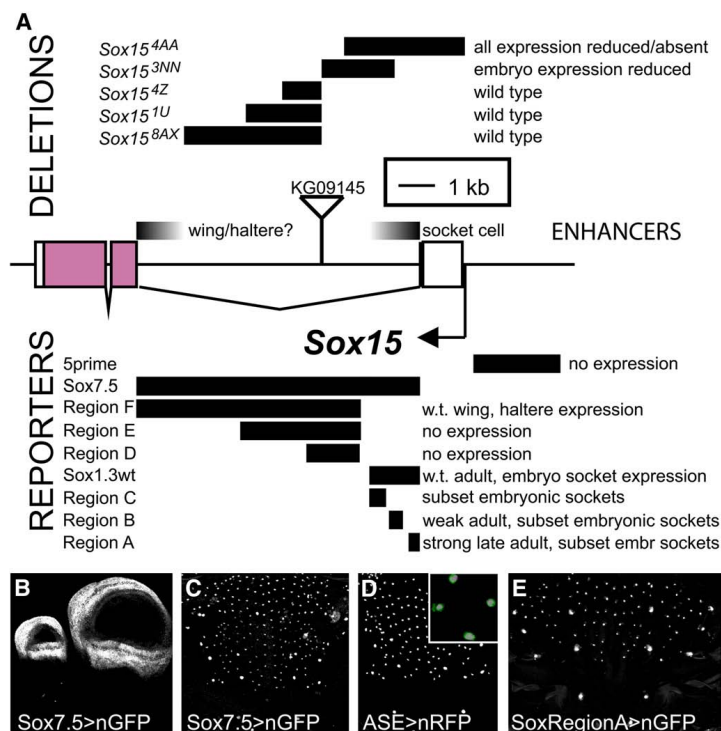 A
DELETIONS
Sox15 4AA all expression reduced/absent
Sox15 3NN embryo expression reduced
Sox15 4Z wild type
Sox15 1U wild type
Sox15 8AX wild type
KG09145
1 kb
wing/haltere? socket cell ENHANCERS
Sox15
REPORTERS
5prime no expression
Sox7.5
Region F w.t. wing, haltere expression
Region E no expression
Region D no expression
Sox1.3wt w.t. adult, embryo socket expression
Region C subset embryonic sockets
Region B weak adult, subset embryonic sockets
Region A strong late adult, subset embr sockets
B C D E
Sox7.5>nGFP Sox7.5>nGFP ASE>nRFP SoxRegionA>nGFP